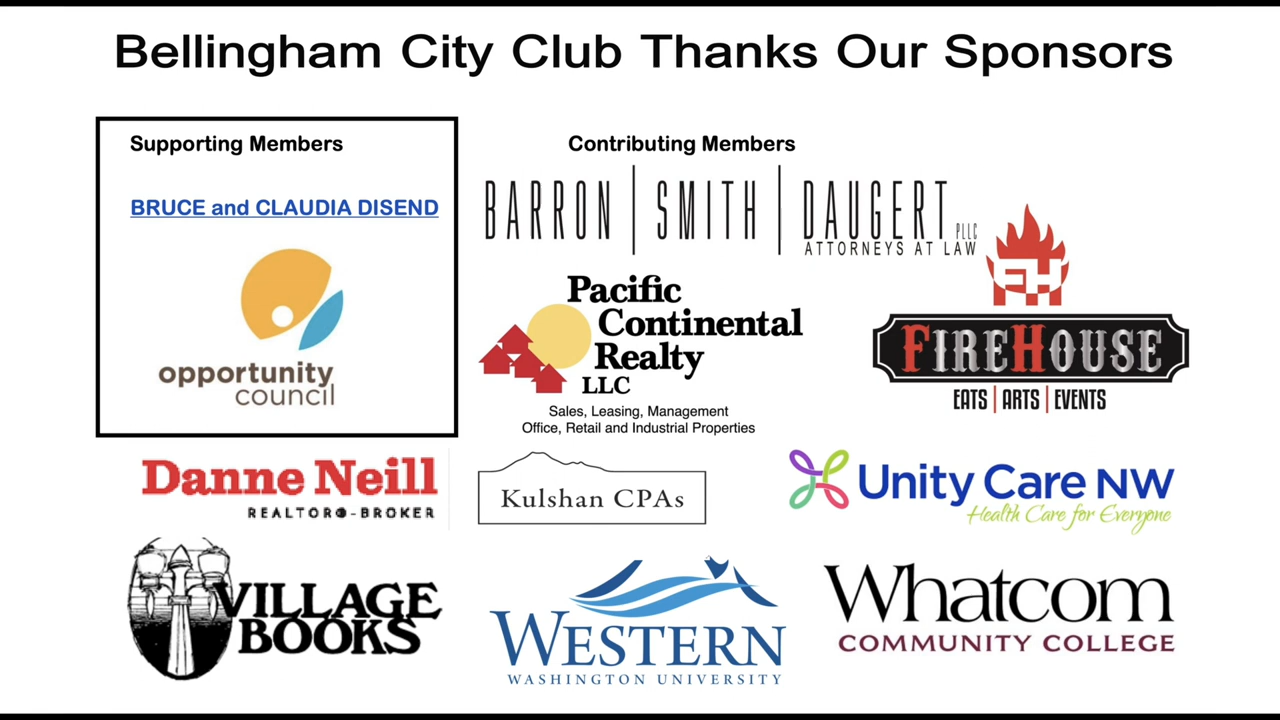 Bellingham City Club Thanks Our Sponsors
Supporting Members
BRUCE and CLAUDIA DISEND
opportunity
council
Contributing Members
BARRON | SMITH | DAUGERT PLLC
ATTORNEYS AT LAW
Pacific
Continental
Realty
LLC
Sales, Leasing, Management
Office, Retail and Industrial Properties
FH
FIREHOUSE
EATS | ARTS | EVENTS
Danne Neill
REALTOR®-BROKER
Kulshan CPAs
Unity Care NW
Health Care for Everyone
VILLAGE
BOOKS
WESTERN
WASHINGTON UNIVERSITY
Whatcom
COMMUNITY COLLEGE